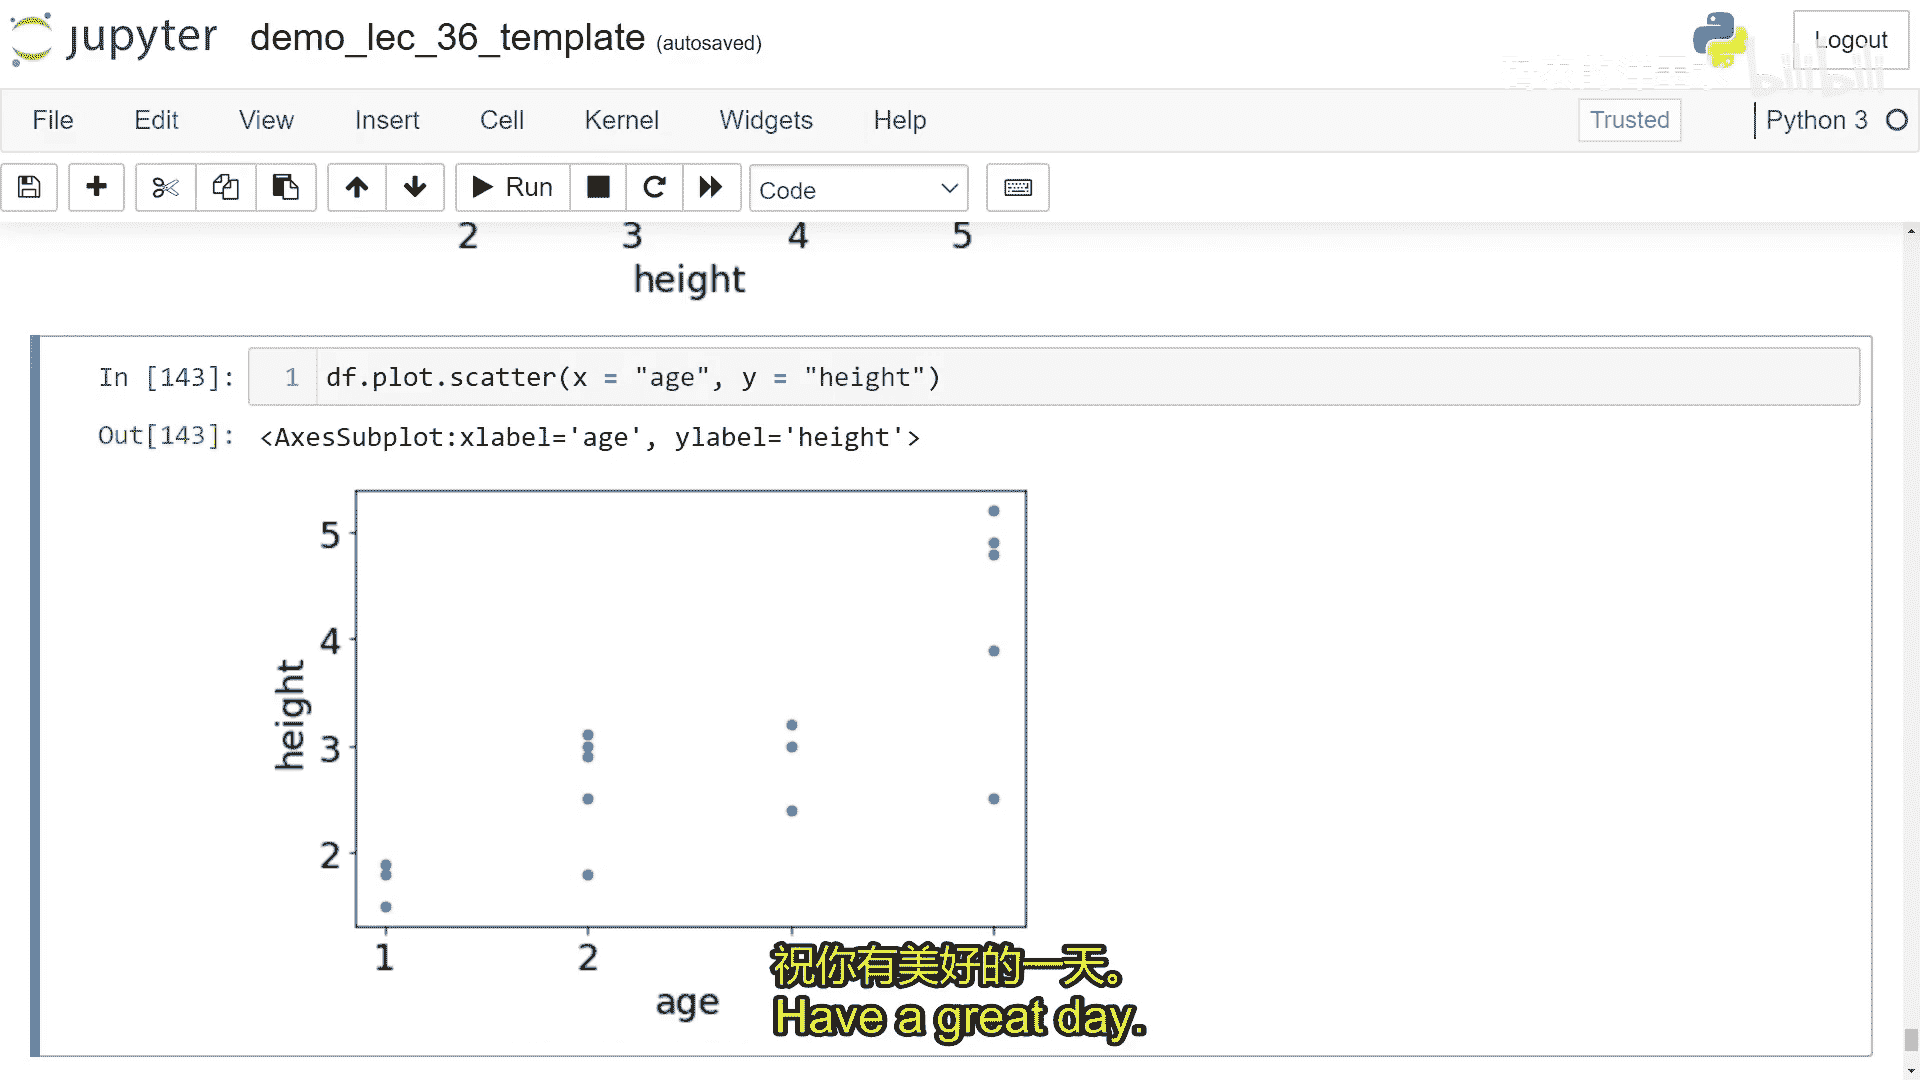 jupyter demo_lec_36_template (autosaved)
Logout
bilibili
File Edit View Insert Cell Kernel Widgets Help Trusted Python 3
Run Code
2 3 4 5
height
In [143]: 1 df.plot.scatter(x = "age", y = "height")
Out[143]: <AxesSubplot:xlabel='age', ylabel='height'>
5
4
height
3
2
1 2
age
祝你有美好的一天。
Have a great day.